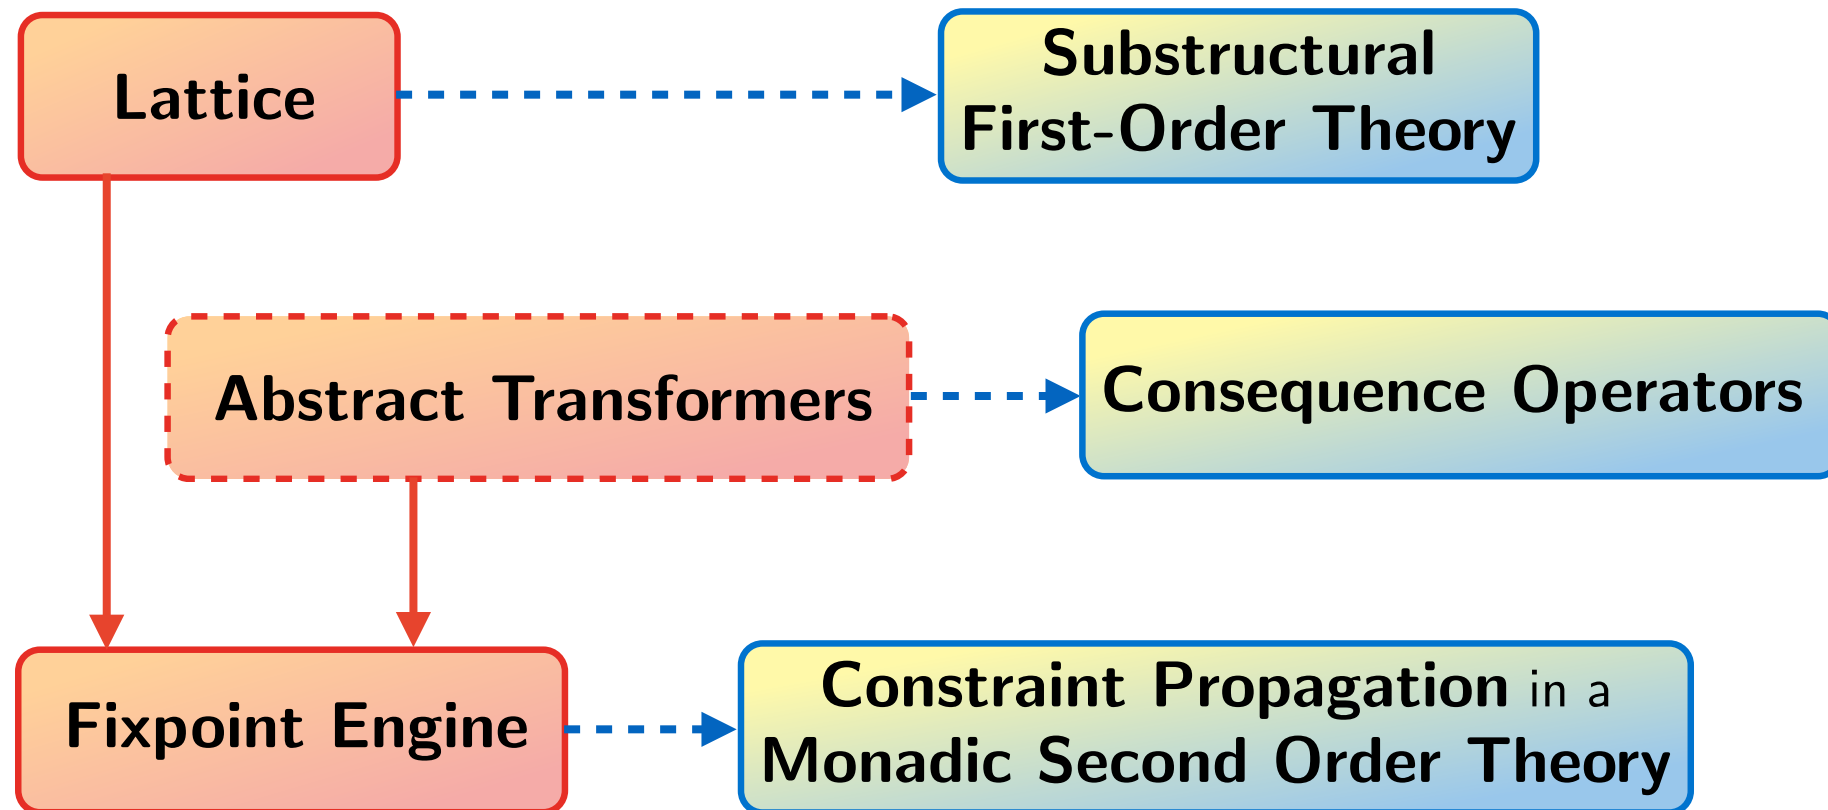 Lattice
Substructural
First-Order Theory
Abstract Transformers
Consequence Operators
Fixpoint Engine
Constraint Propagation in a
Monadic Second Order Theory